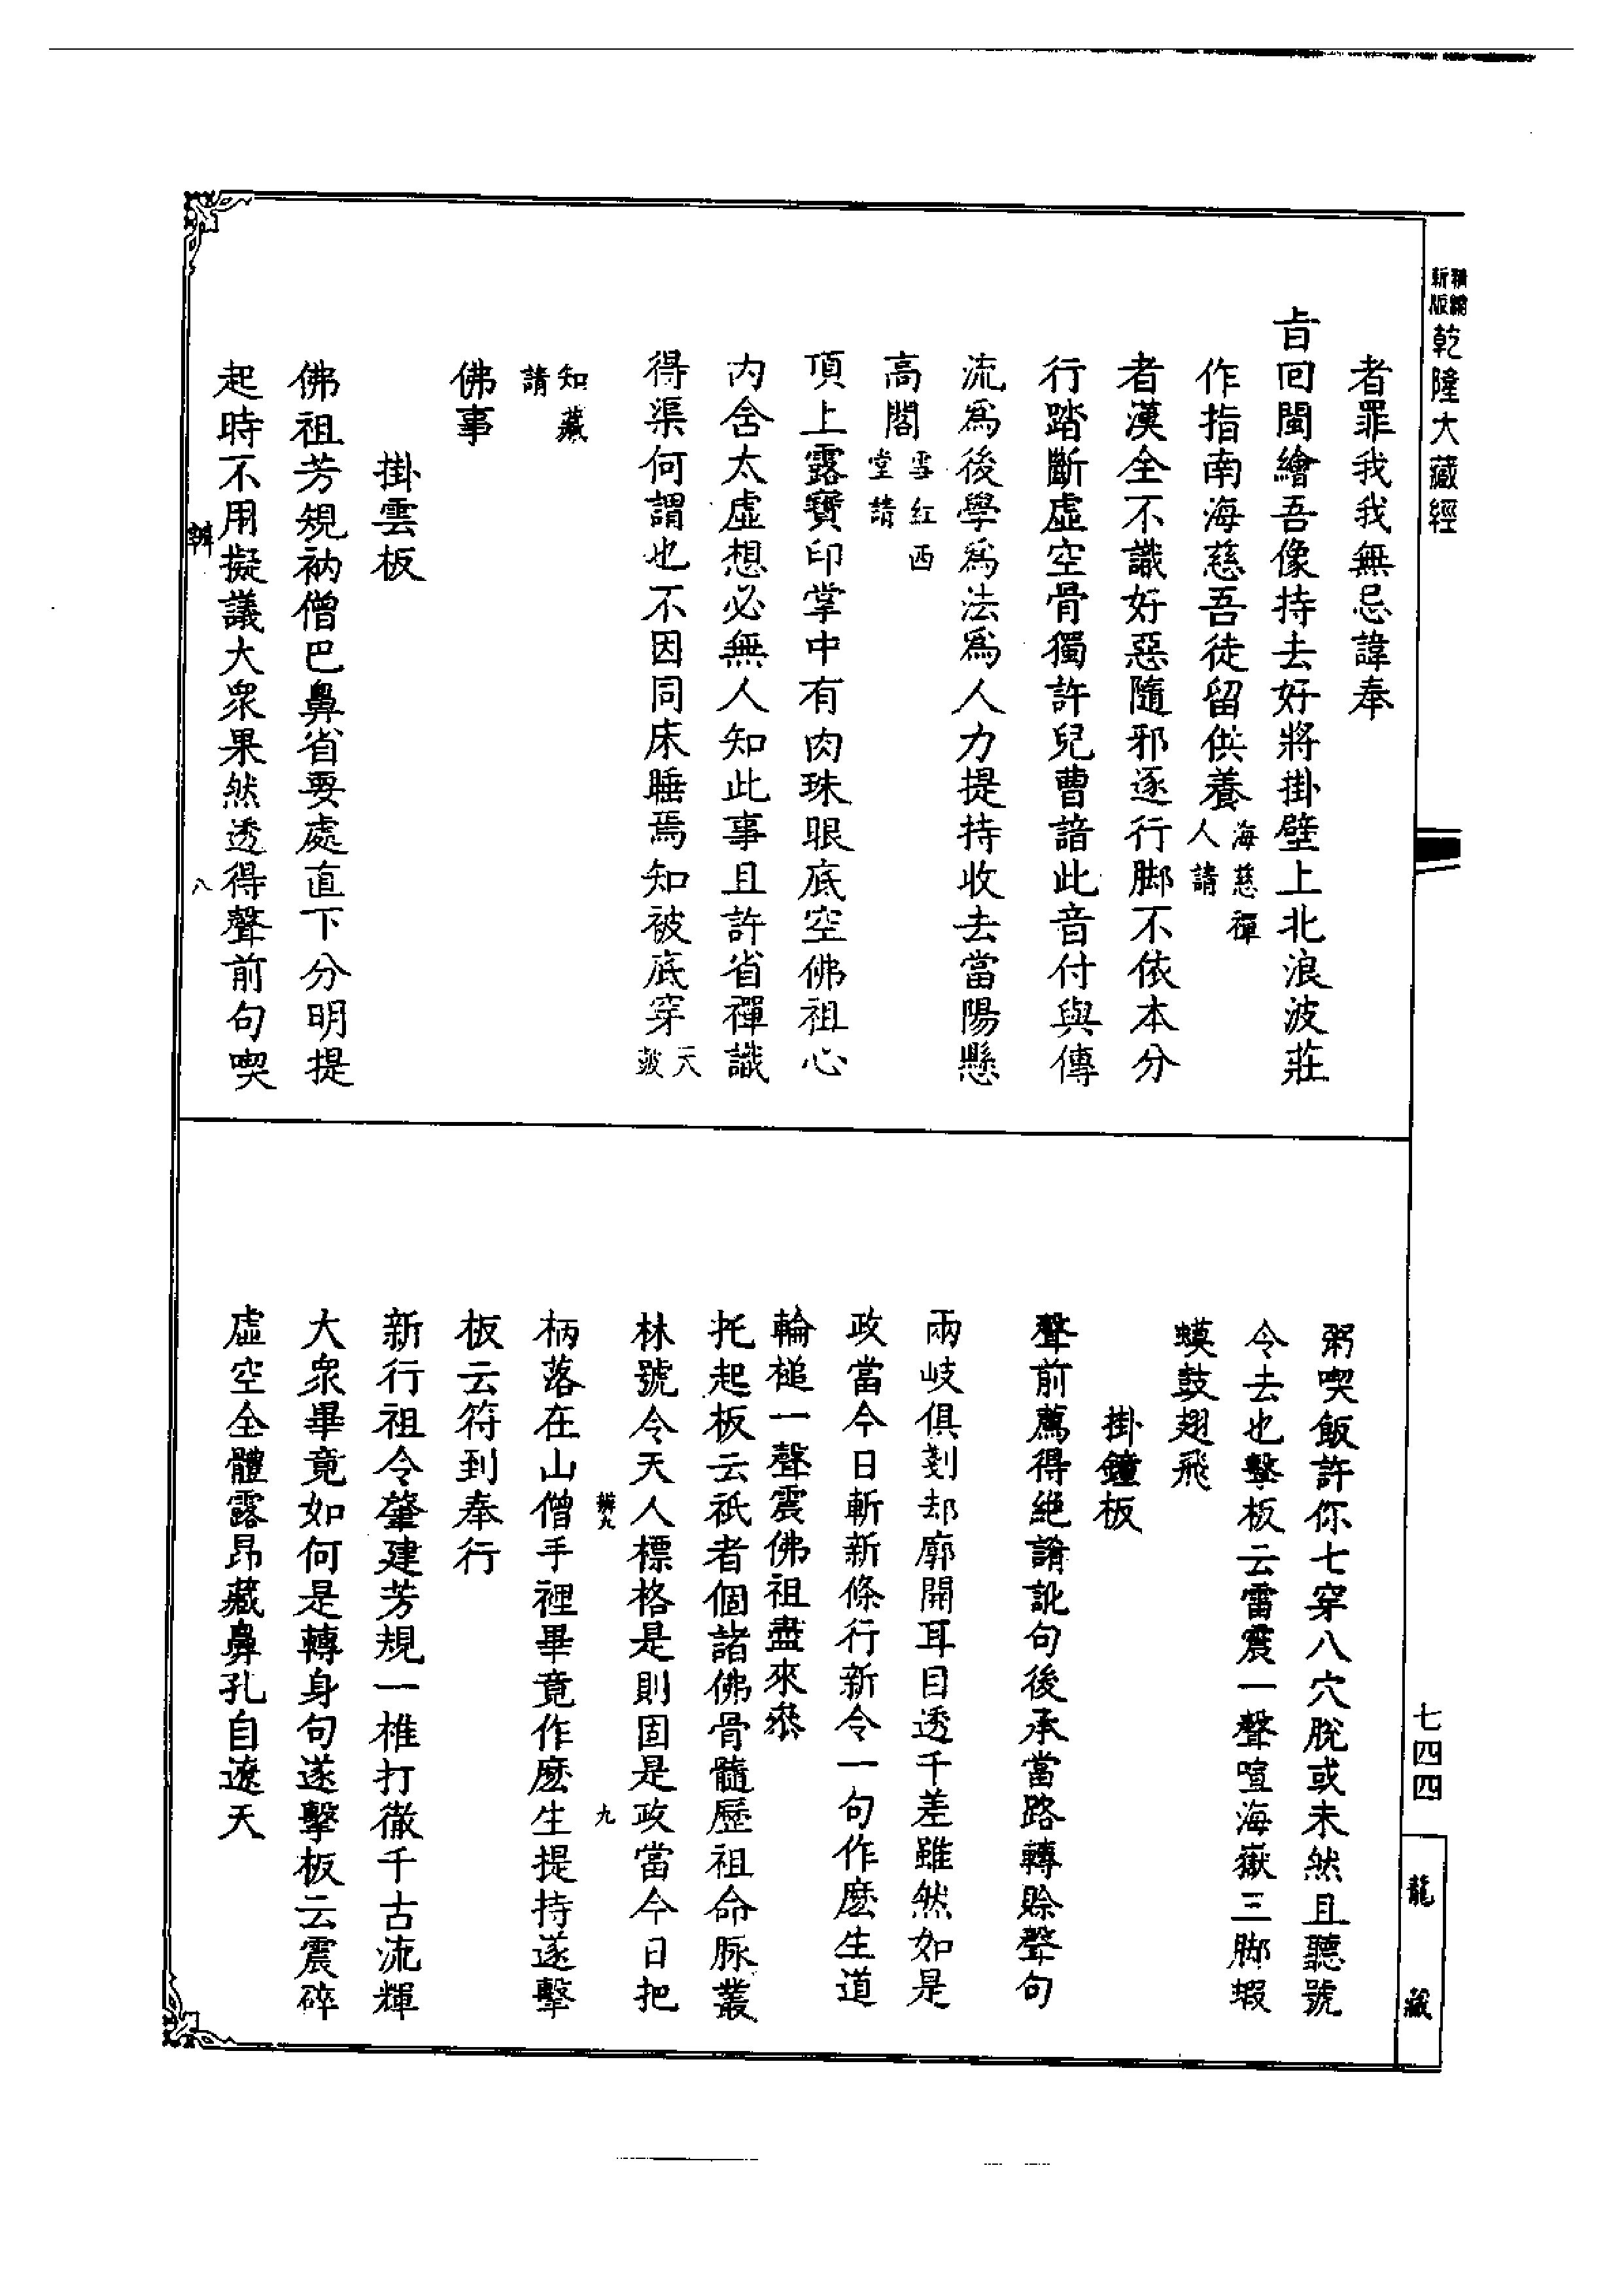 新編
新版
乾隆大藏經
者罪我我無忌諱奉
旨回閩繪吾像持去好將掛壁上北浪波莊
作指南海慈吾徒留供養海慈禪人請
者漢全不識好惡隨邪逐行脚不依本分
行踏斷虛空骨獨許兒曹諳此音付與傳
流爲後學爲法爲人力提持收去當陽懸
高閣雪紅西堂請
頂上露寶印掌中有肉珠眼底空佛祖心
內舍太虛想必無人知此事且許省禪識
得渠何謂也不因同床睡焉知被底穿
知藏請
佛事
掛雲板
佛祖芳規衲僧巴鼻省要處直下分明提
起時不用擬議大眾果然透得聲前句喫
辨
八
粥喫飯許你七穿八穴脫或未然且聽號
令去也擊板云雷震一聲喧海嶽三脚蝦
蟆鼓翅飛
掛鐘板
聲前薦得絕誵訛句後承當路轉賒聲句
兩岐俱剗却廓開耳目透千差雖然如是
政當今日斬新條行新令一句作麽生道
輪槌一聲震佛祖盡來叅
托起板云祇者個諸佛骨髓歷祖命脉叢
林號令天人標格是則固是政當今日把
辨九
九
柄落在山僧手裡畢竟作麽生提持遂擊
板云符到奉行
新行祖令肇建芳規一椎打徹千古流輝
大眾畢竟如何是轉身句遂擊板云震碎
虛空全體露昂藏鼻孔自遼天
七四四
龍藏